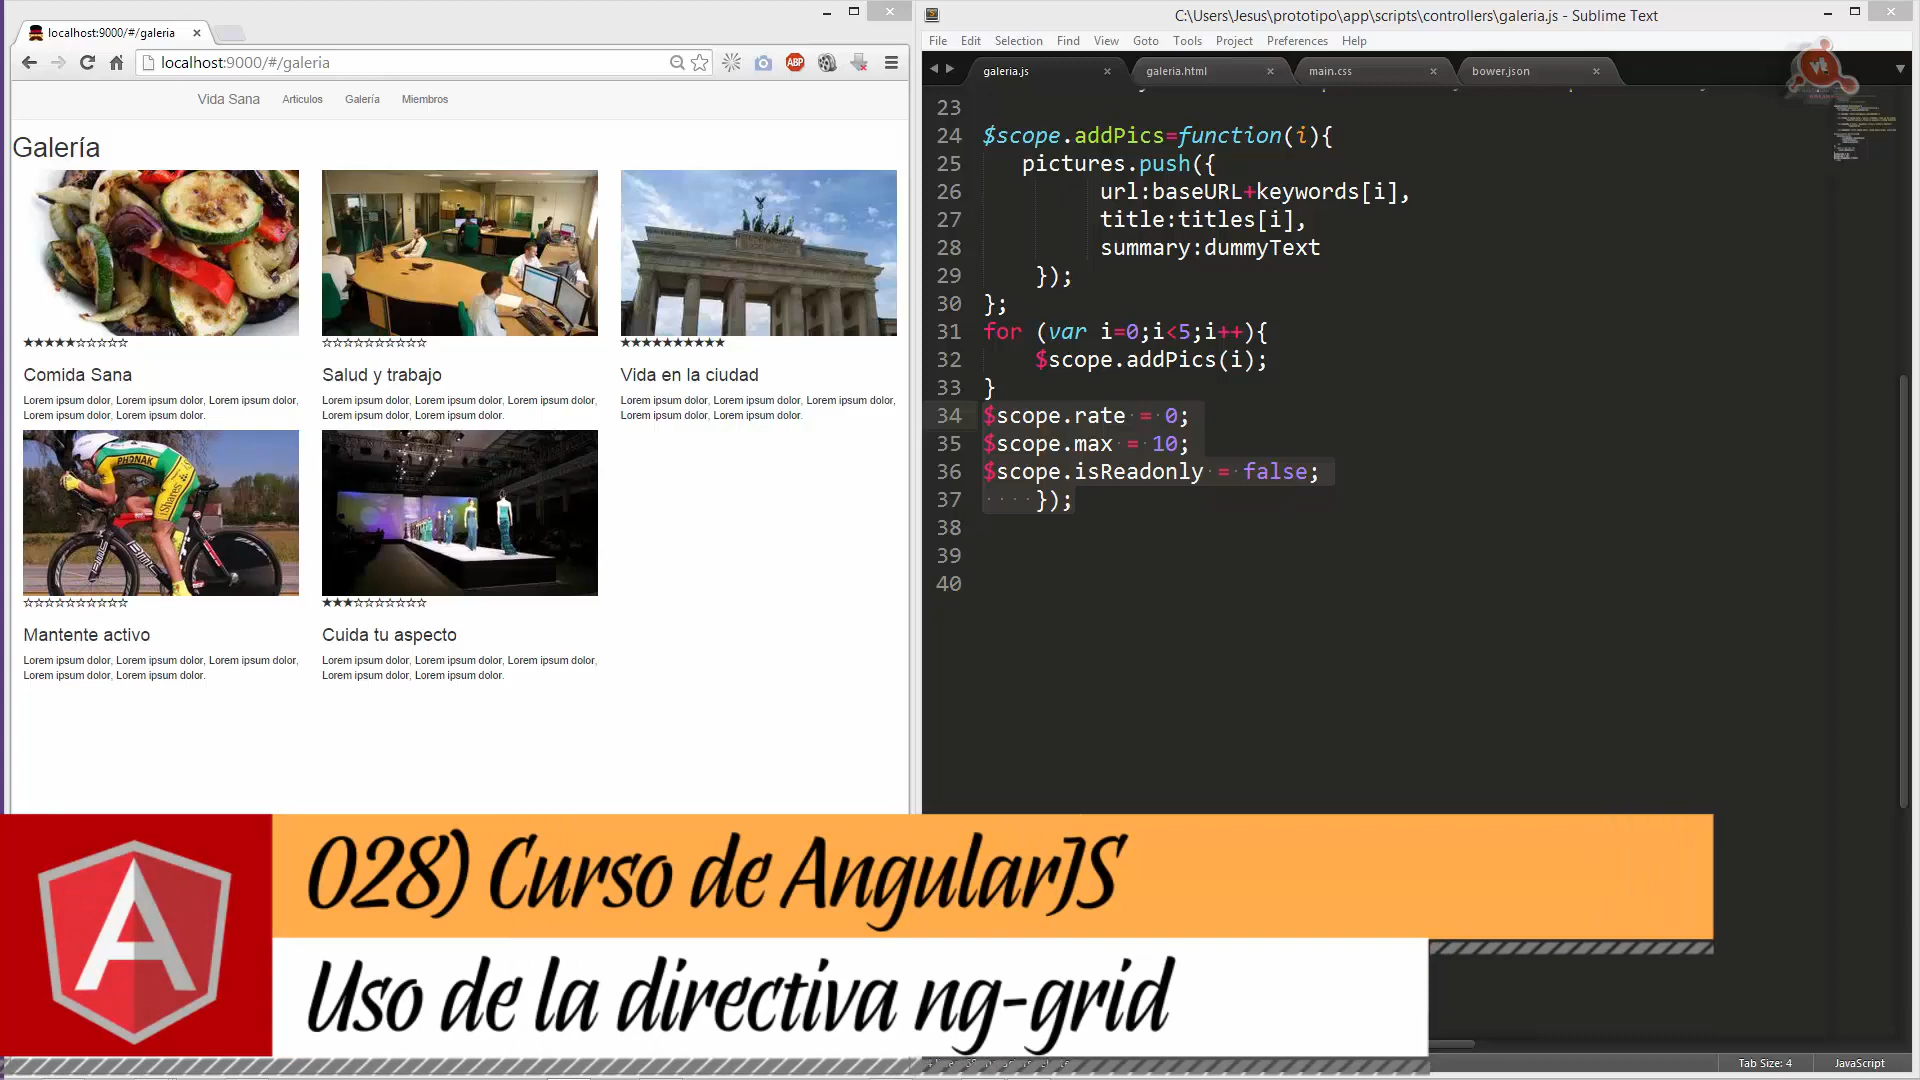 localhost:9000/#/galeria
localhost:9000/#/galeria
ABP
Vida Sana
Articulos
Galería
Miembros
Galería
★★★★★☆☆☆☆☆
☆☆☆☆☆☆☆☆☆☆
★★★★★★★★★★
Comida Sana
Salud y trabajo
Vida en la ciudad
Lorem ipsum dolor, Lorem ipsum dolor, Lorem ipsum dolor,
Lorem ipsum dolor, Lorem ipsum dolor.
Lorem ipsum dolor, Lorem ipsum dolor, Lorem ipsum dolor,
Lorem ipsum dolor, Lorem ipsum dolor.
Lorem ipsum dolor, Lorem ipsum dolor, Lorem ipsum dolor,
Lorem ipsum dolor, Lorem ipsum dolor.
PHONAK
iShares
BMC
☆☆☆☆☆☆☆☆☆☆
★★★☆☆☆☆☆☆☆
Mantente activo
Cuida tu aspecto
Lorem ipsum dolor, Lorem ipsum dolor, Lorem ipsum dolor,
Lorem ipsum dolor, Lorem ipsum dolor.
Lorem ipsum dolor, Lorem ipsum dolor, Lorem ipsum dolor,
Lorem ipsum dolor, Lorem ipsum dolor.
C:\Users\Jesus\prototipo\app\scripts\controllers\galeria.js - Sublime Text
File Edit Selection Find View Goto Tools Project Preferences Help
galeria.js
galeria.html
main.css
bower.json
23
24 $scope.addPics=function(i){
25 pictures.push({
26 url:baseURL+keywords[i],
27 title:titles[i],
28 summary:dummyText
29 });
30 };
31 for (var i=0;i<5;i++){
32 $scope.addPics(i);
33 }
34 $scope.rate = 0;
35 $scope.max = 10;
36 $scope.isReadonly = false;
37 });
38
39
40
vt
A
028) Curso de AngularJS
Uso de la directiva ng-grid
Tab Size: 4
JavaScript